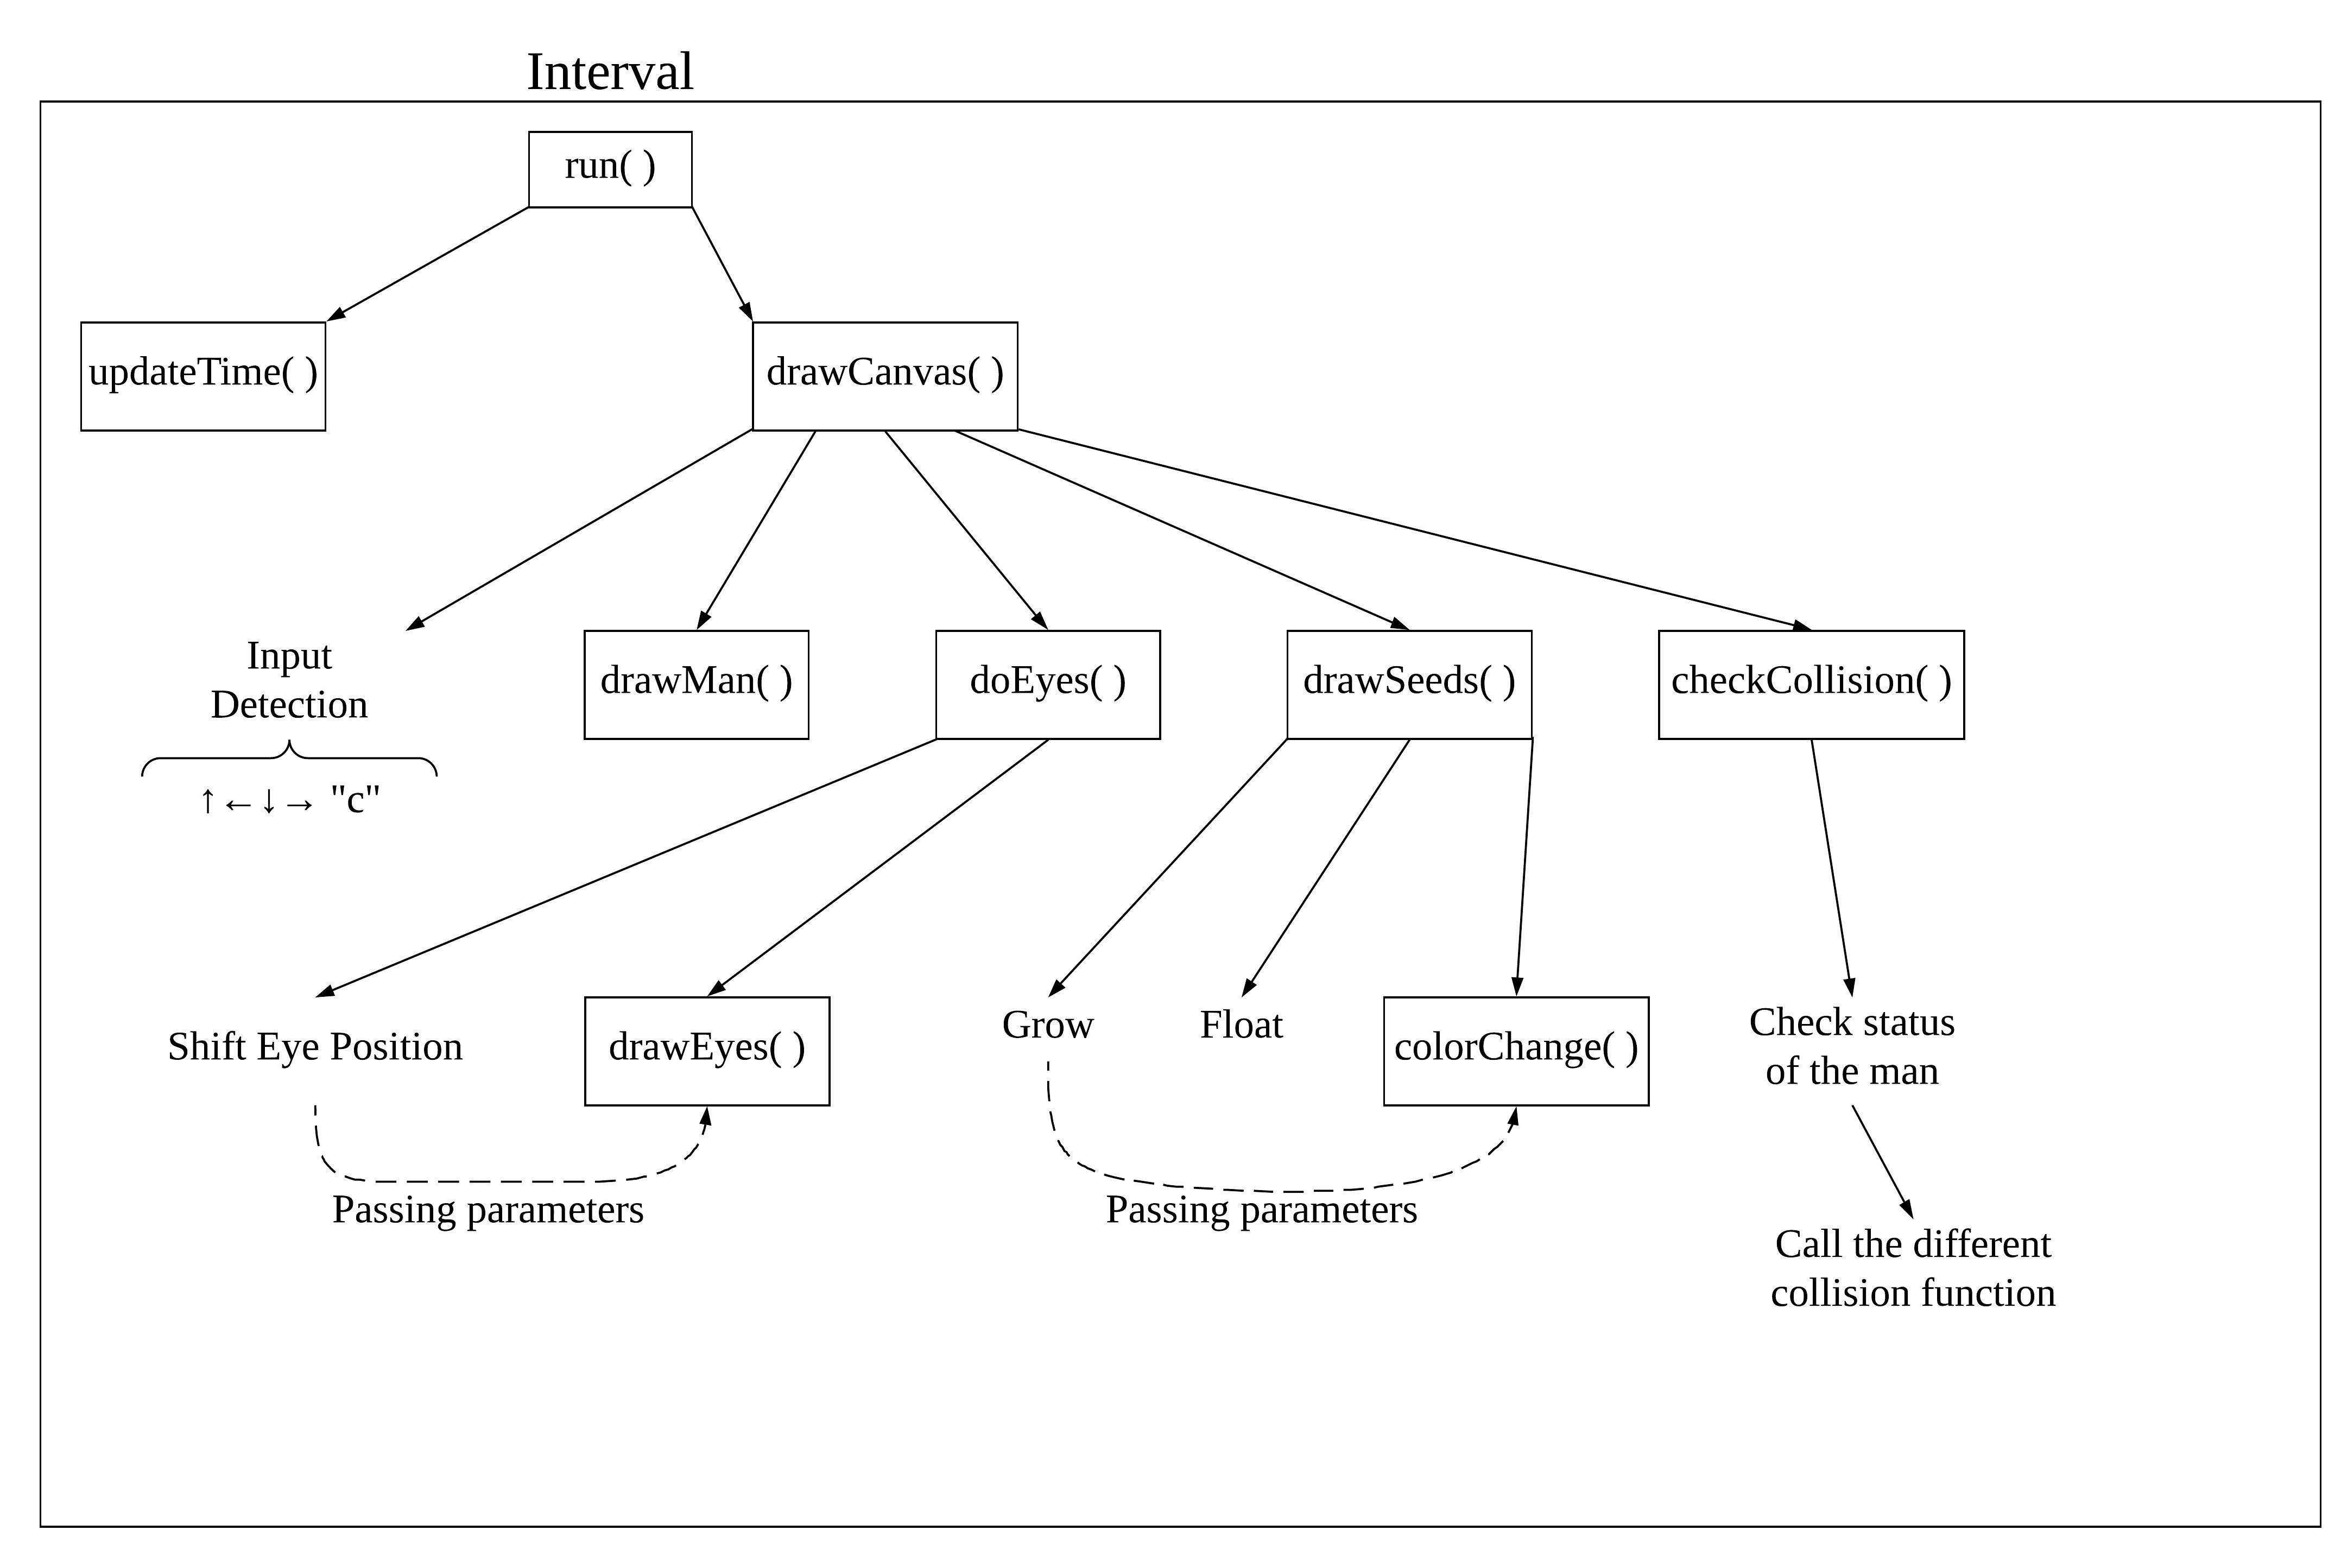 Interval
run( )
updateTime( )
drawCanvas( )
Input
Detection
↑←↓→ "c"
drawMan( )
doEyes( )
drawSeeds( )
checkCollision( )
Shift Eye Position
drawEyes( )
Grow
Float
colorChange( )
Check status
of the man
Passing parameters
Passing parameters
Call the different
collision function